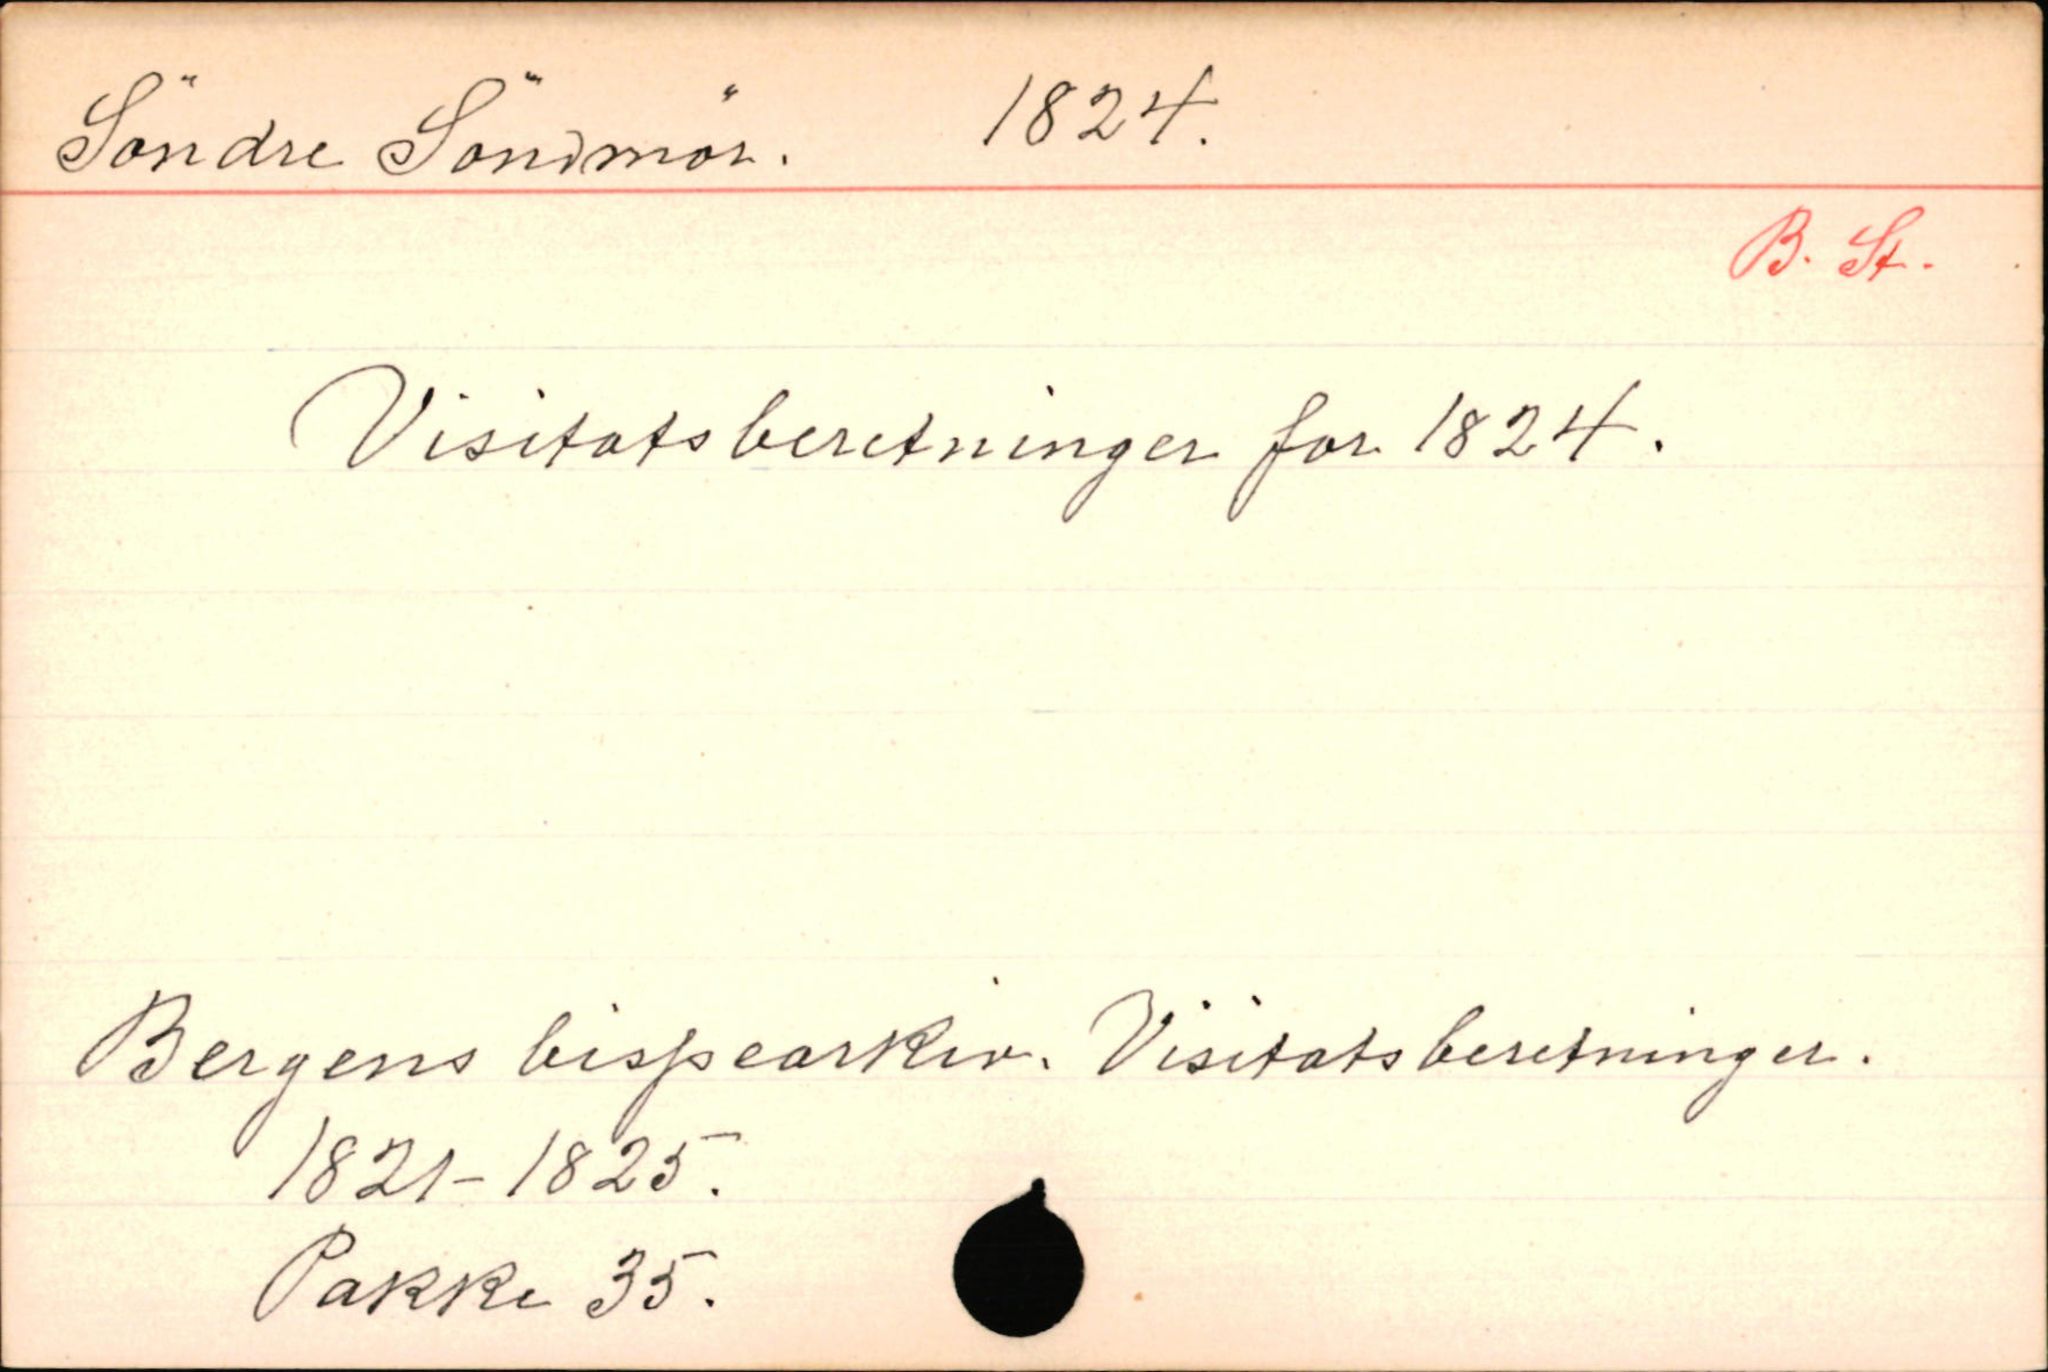 Söndre Söndmör. 1824.
B. St.
Visitatsberetninger for 1824.
Bergens bispearkiv. Visitatsberetninger.
1821-1825.
Pakke 35.